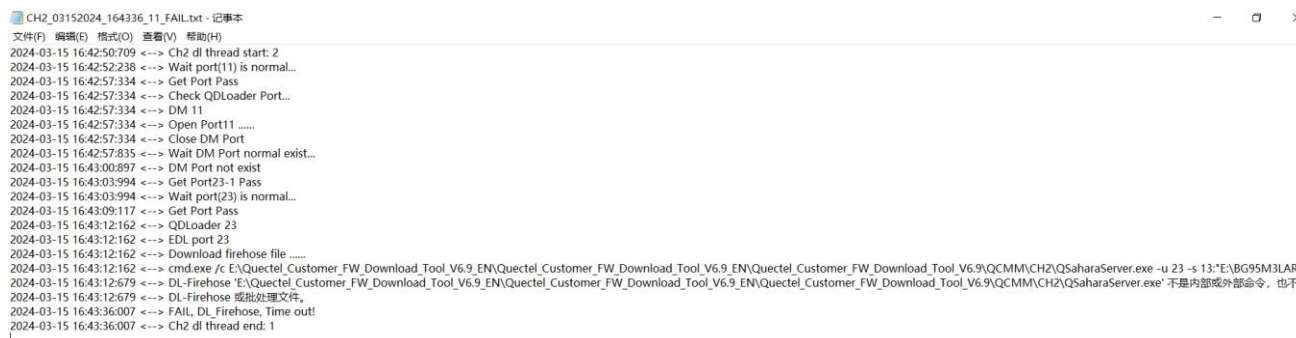 CH2_03152024_164336_11_FAIL.txt - 记事本
文件(F) 编辑(E) 格式(O) 查看(V) 帮助(H)
2024-03-15 16:42:50:709 <--> Ch2 dl thread start: 2
2024-03-15 16:42:52:238 <--> Wait port(11) is normal...
2024-03-15 16:42:57:334 <--> Get Port Pass
2024-03-15 16:42:57:334 <--> Check QDLoader Port...
2024-03-15 16:42:57:334 <--> DM 11
2024-03-15 16:42:57:334 <--> Open Port11 ......
2024-03-15 16:42:57:334 <--> Close DM Port
2024-03-15 16:42:57:835 <--> Wait DM Port normal exist...
2024-03-15 16:43:00:897 <--> DM Port not exist
2024-03-15 16:43:03:994 <--> Get Port23-1 Pass
2024-03-15 16:43:03:994 <--> Wait port(23) is normal...
2024-03-15 16:43:09:117 <--> Get Port Pass
2024-03-15 16:43:12:162 <--> QDLoader 23
2024-03-15 16:43:12:162 <--> EDL port 23
2024-03-15 16:43:12:162 <--> Download firehose file ......
2024-03-15 16:43:12:162 <--> cmd.exe /c E:\Quectel_Customer_FW_Download_Tool_V6.9_EN\Quectel_Customer_FW_Download_Tool_V6.9_EN\Quectel_Customer_FW_Download_Tool_V6.9\QCMM\CH2\QSaharaServer.exe -u 23 -s 13:"E:\BG95M3LAR
2024-03-15 16:43:12:679 <--> DL-Firehose 'E:\Quectel_Customer_FW_Download_Tool_V6.9_EN\Quectel_Customer_FW_Download_Tool_V6.9_EN\Quectel_Customer_FW_Download_Tool_V6.9\QCMM\CH2\QSaharaServer.exe' 不是内部或外部命令，也不
2024-03-15 16:43:12:679 <--> DL-Firehose 或批处理文件。
2024-03-15 16:43:36:007 <--> FAIL, DL_Firehose, Time out!
2024-03-15 16:43:36:007 <--> Ch2 dl thread end: 1